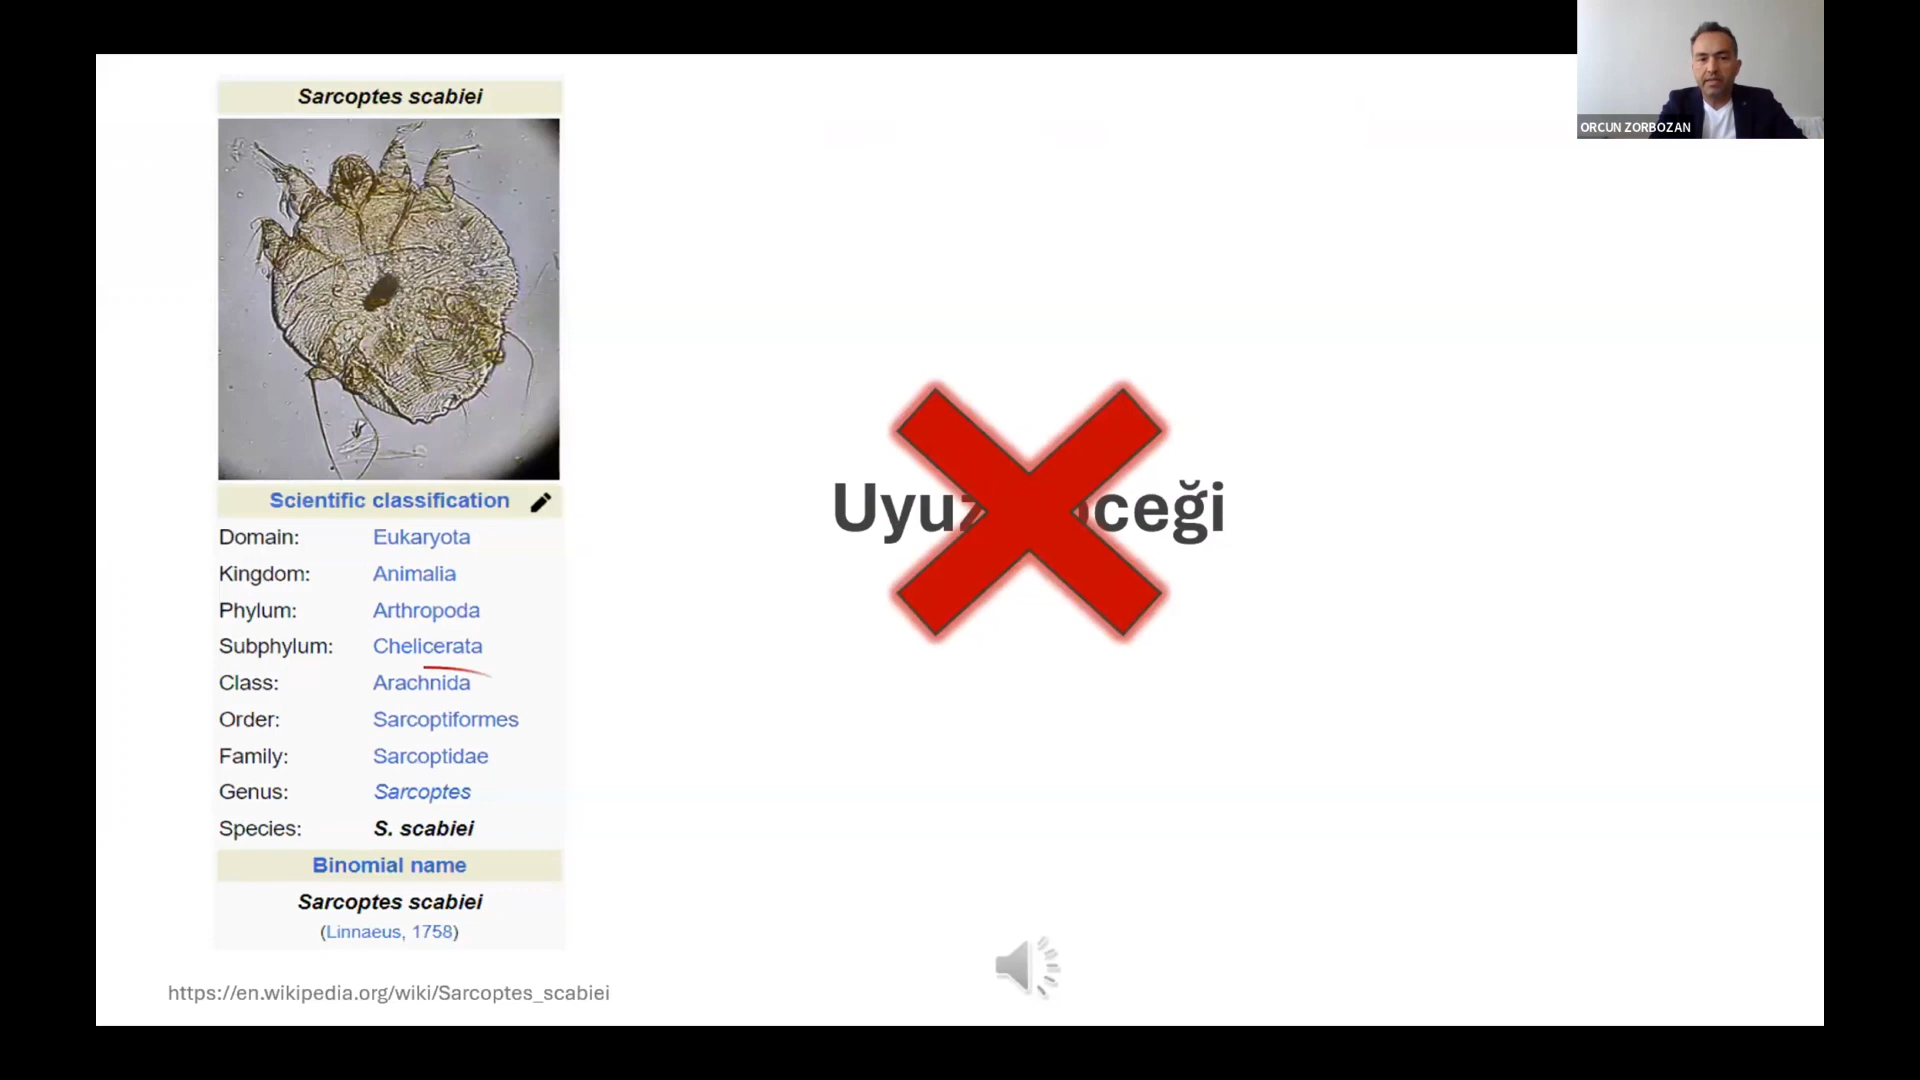 Sarcoptes scabiei
ORCUN ZORBOZAN
Scientific classification
Domain: Eukaryota
Kingdom: Animalia
Phylum: Arthropoda
Subphylum: Chelicerata
Class: Arachnida
Order: Sarcoptiformes
Family: Sarcoptidae
Genus: Sarcoptes
Species: S. scabiei
Binomial name
Sarcoptes scabiei
(Linnaeus, 1758)
https://en.wikipedia.org/wiki/Sarcoptes_scabiei